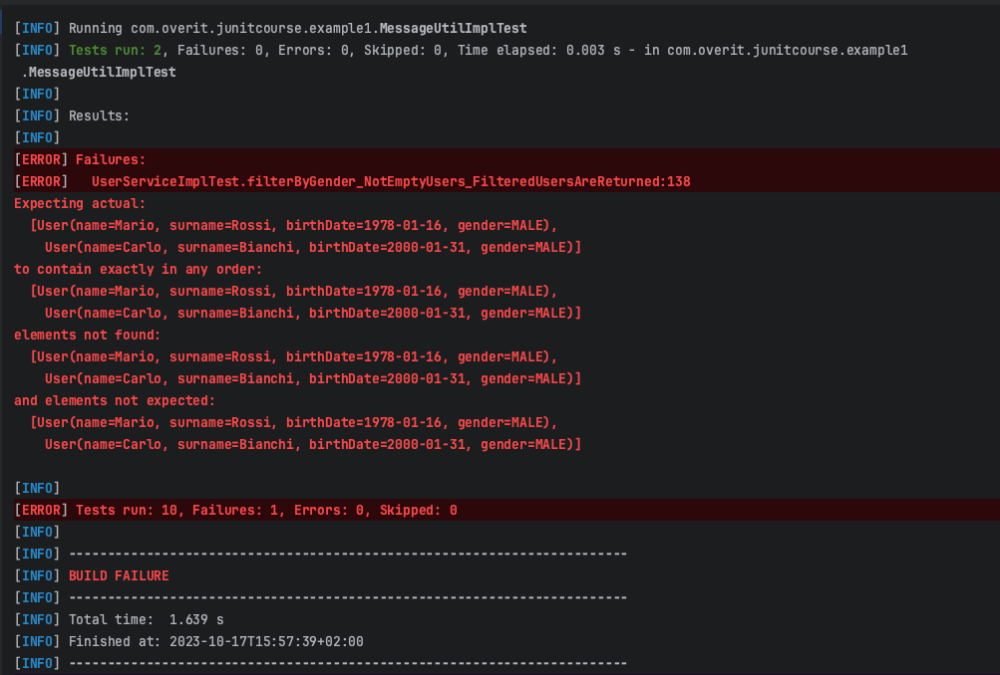 [INFO] Running com.overit.junitcourse.example1.MessageUtilImplTest
[INFO] Tests run: 2, Failures: 0, Errors: 0, Skipped: 0, Time elapsed: 0.003 s - in com.overit.junitcourse.example1
.MessageUtilImplTest
[INFO]
[INFO] Results:
[INFO]
[ERROR] Failures:
[ERROR]   UserServiceImplTest.filterByGender_NotEmptyUsers_FilteredUsersAreReturned:138
Expecting actual:
  [User(name=Mario, surname=Rossi, birthDate=1978-01-16, gender=MALE),
    User(name=Carlo, surname=Bianchi, birthDate=2000-01-31, gender=MALE)]
to contain exactly in any order:
  [User(name=Mario, surname=Rossi, birthDate=1978-01-16, gender=MALE),
    User(name=Carlo, surname=Bianchi, birthDate=2000-01-31, gender=MALE)]
elements not found:
  [User(name=Mario, surname=Rossi, birthDate=1978-01-16, gender=MALE),
    User(name=Carlo, surname=Bianchi, birthDate=2000-01-31, gender=MALE)]
and elements not expected:
  [User(name=Mario, surname=Rossi, birthDate=1978-01-16, gender=MALE),
    User(name=Carlo, surname=Bianchi, birthDate=2000-01-31, gender=MALE)]
[INFO]
[ERROR] Tests run: 10, Failures: 1, Errors: 0, Skipped: 0
[INFO]
[INFO] ------------------------------------------------------------------------
[INFO] BUILD FAILURE
[INFO] ------------------------------------------------------------------------
[INFO] Total time:  1.639 s
[INFO] Finished at: 2023-10-17T15:57:39+02:00
[INFO] ------------------------------------------------------------------------